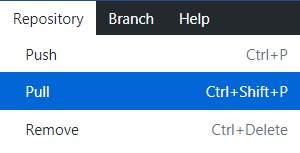 Repository Branch Help
Push Ctrl+P
Pull Ctrl+Shift+P
Remove Ctrl+Delete